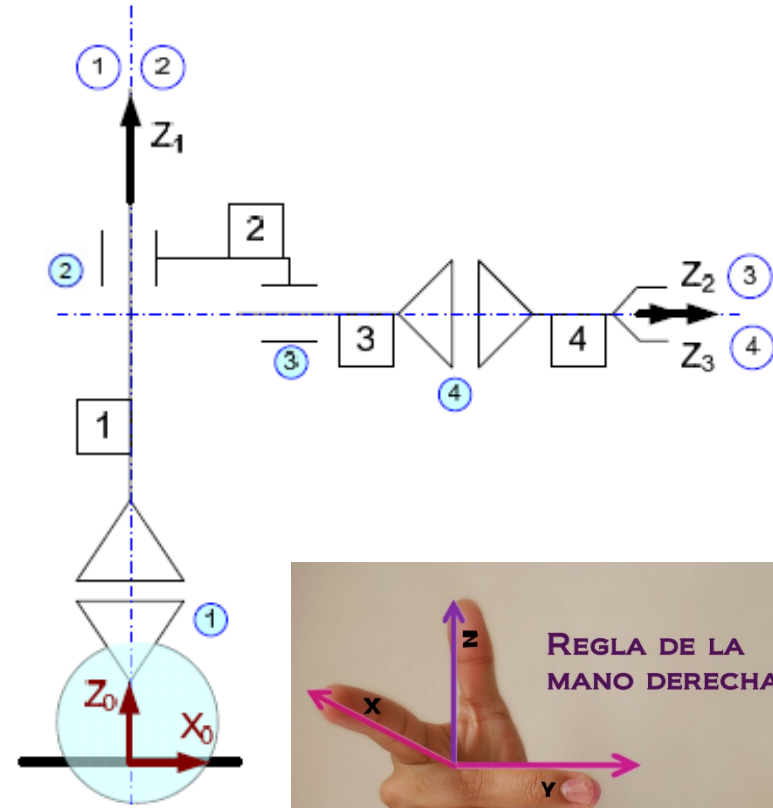 1 2
Z1
2
2
Z2 3
3 4
3 4
Z3 4
1
1
Z0
X0
Z
REGLA DE LA
MANO DERECHA
X
Y